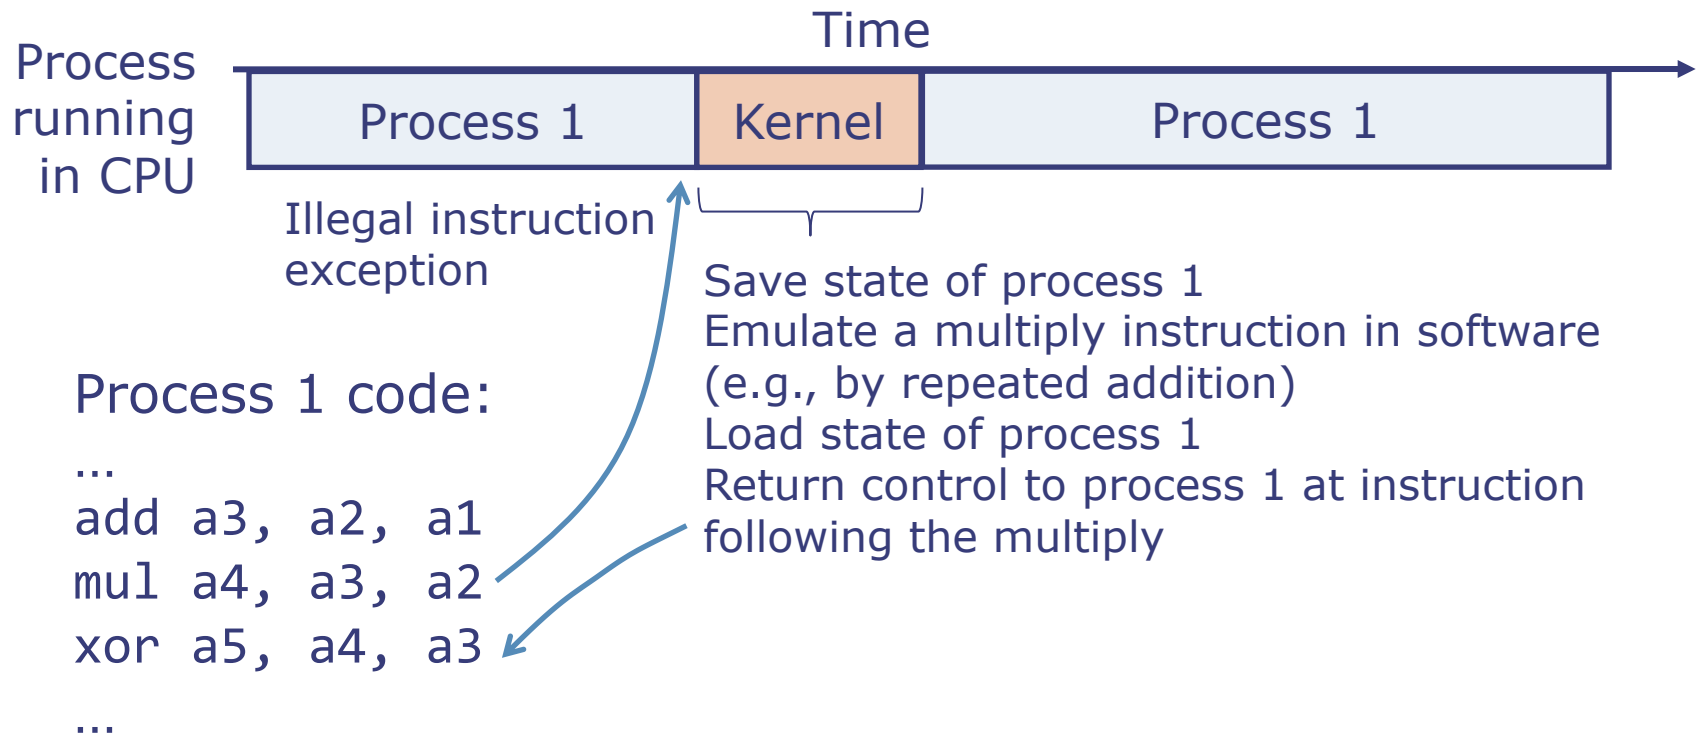 Time
Process
running
in CPU
Process 1
Kernel
Process 1
Illegal instruction
exception
Save state of process 1
Emulate a multiply instruction in software
(e.g., by repeated addition)
Load state of process 1
Return control to process 1 at instruction
following the multiply
Process 1 code:
…
add a3, a2, a1
mul a4, a3, a2
xor a5, a4, a3
…